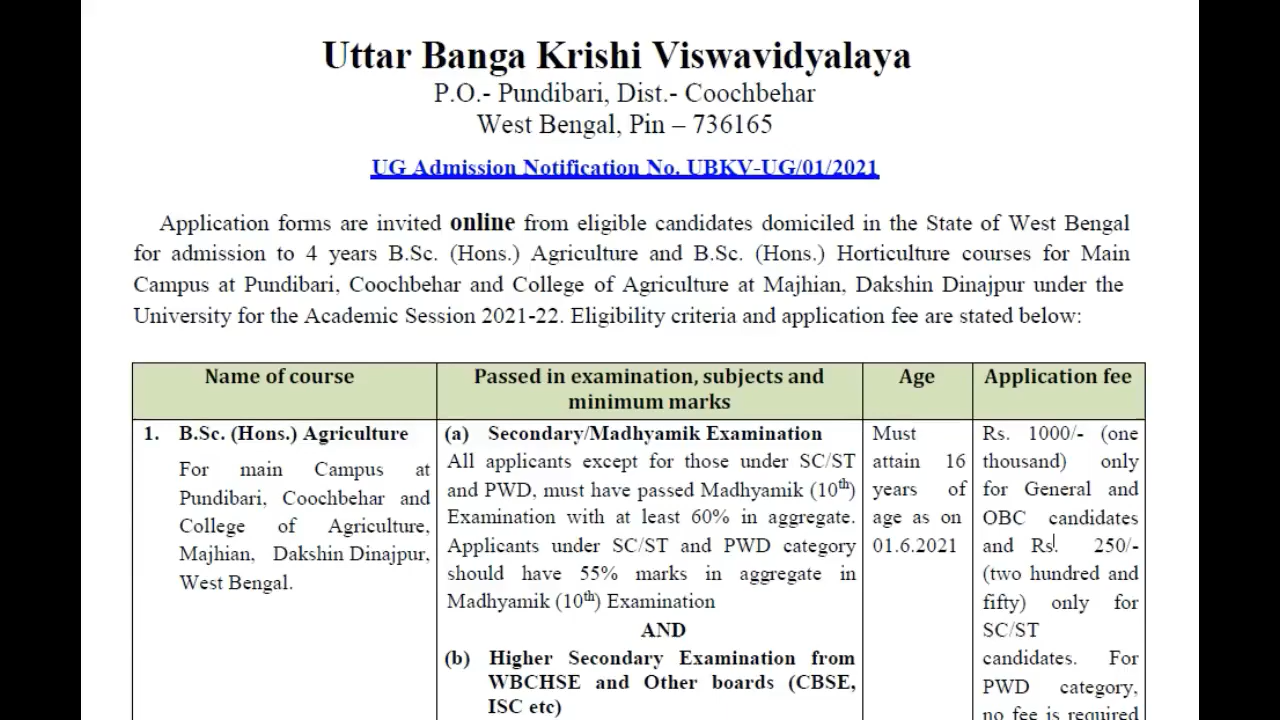 Uttar Banga Krishi Viswavidyalaya
P.O.- Pundibari, Dist.- Coochbehar
West Bengal, Pin – 736165
UG Admission Notification No. UBKV-UG/01/2021
Application forms are invited online from eligible candidates domiciled in the State of West Bengal
for admission to 4 years B.Sc. (Hons.) Agriculture and B.Sc. (Hons.) Horticulture courses for Main
Campus at Pundibari, Coochbehar and College of Agriculture at Majhian, Dakshin Dinajpur under the
University for the Academic Session 2021-22. Eligibility criteria and application fee are stated below:
Name of course
Passed in examination, subjects and
minimum marks
Age
Application fee
1. B.Sc. (Hons.) Agriculture
For main Campus at
Pundibari, Coochbehar and
College of Agriculture,
Majhian, Dakshin Dinajpur,
West Bengal.
(a) Secondary/Madhyamik Examination
All applicants except for those under SC/ST
and PWD, must have passed Madhyamik (10th)
Examination with at least 60% in aggregate.
Applicants under SC/ST and PWD category
should have 55% marks in aggregate in
Madhyamik (10th) Examination
AND
(b) Higher Secondary Examination from
WBCHSE and Other boards (CBSE,
ISC etc)
Must
attain 16
years of
age as on
01.6.2021
Rs. 1000/- (one
thousand) only
for General and
OBC candidates
and Rs. 250/-
(two hundred and
fifty) only for
SC/ST
candidates. For
PWD category,
no fee is required